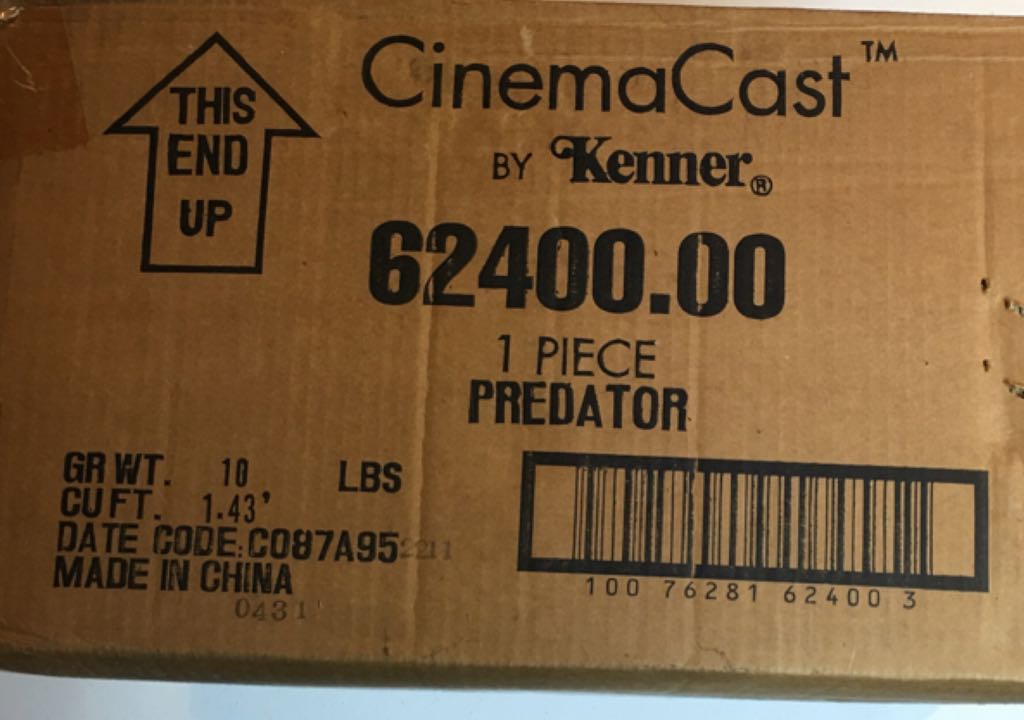 THIS
END
UP
CinemaCast™
BY Kenner®
62400.00
1 PIECE
PREDATOR
GR WT. 10 LBS
CU FT. 1.43'
DATE CODE: C087A95 2211
MADE IN CHINA
0431
100 76281 62400 3